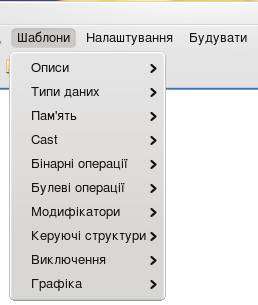 Шаблони Налаштування Будувати
Описи
Типи даних
Пам'ять
Cast
Бінарні операції
Булеві операції
Модифікатори
Керуючі структури
Виключення
Графіка